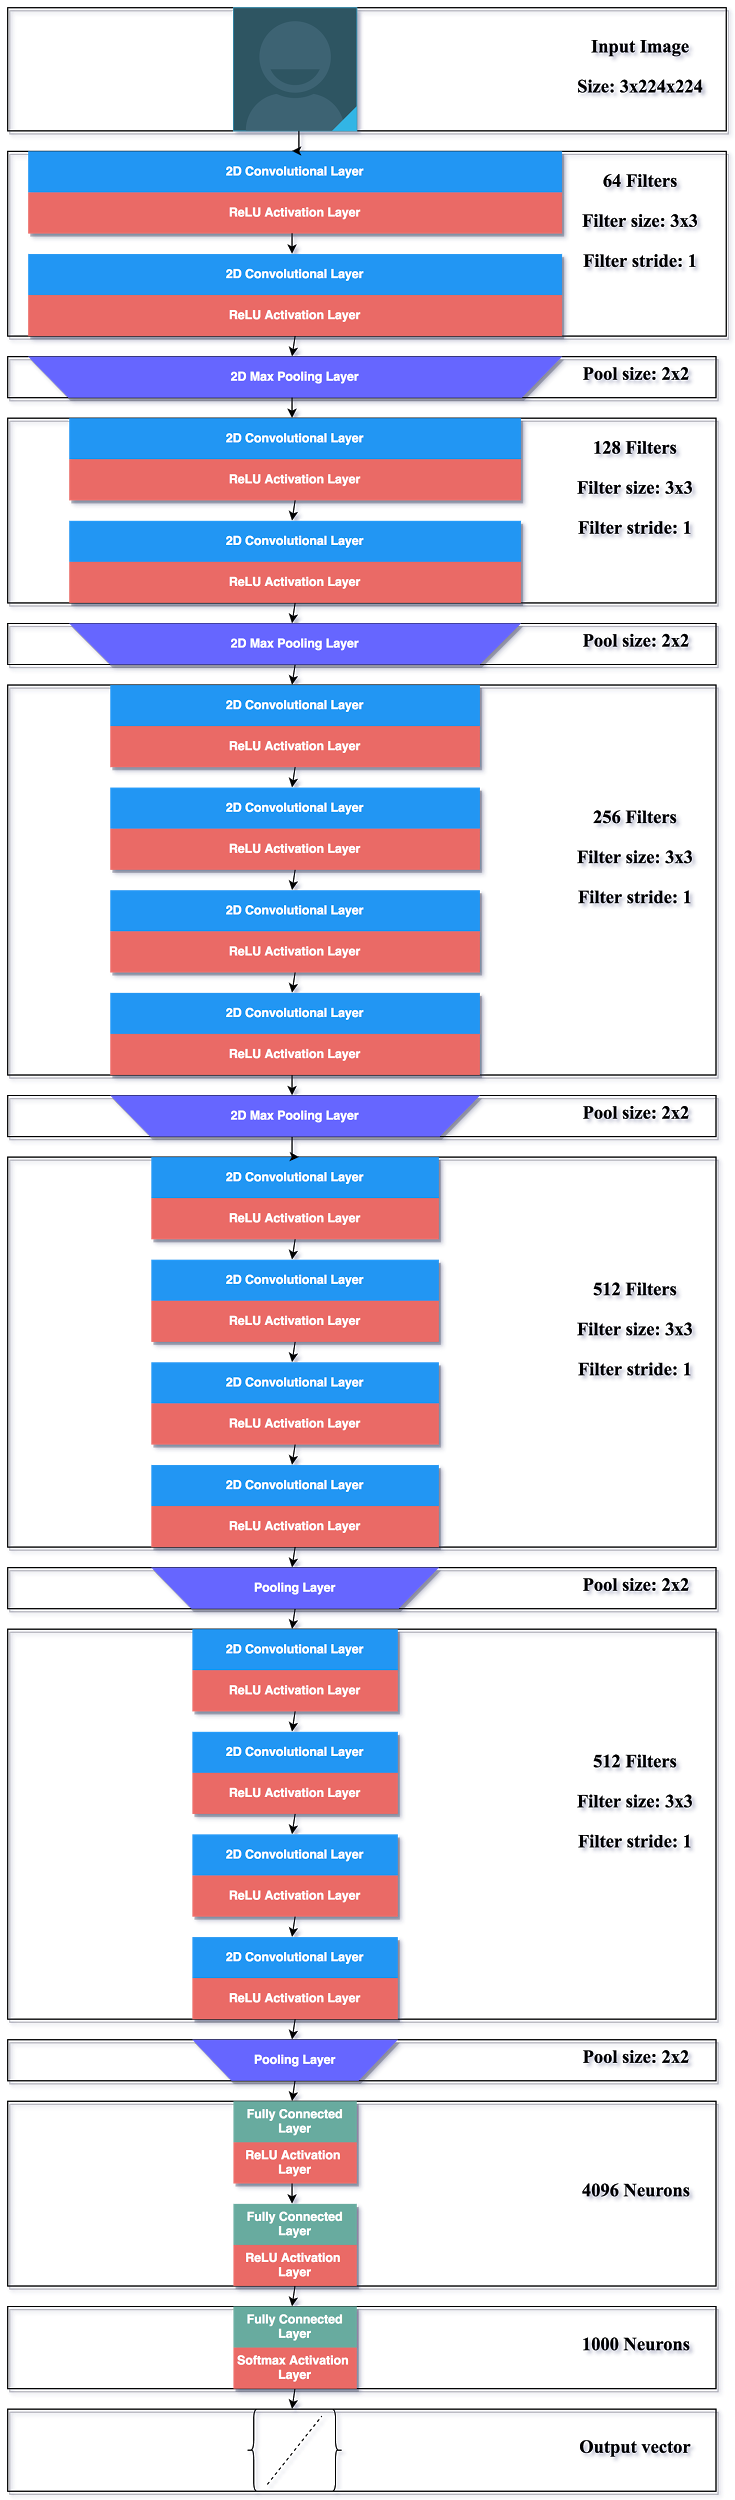 Input Image
Size: 3x224x224
2D Convolutional Layer
ReLU Activation Layer
2D Convolutional Layer
ReLU Activation Layer
64 Filters
Filter size: 3x3
Filter stride: 1
2D Max Pooling Layer
Pool size: 2x2
2D Convolutional Layer
ReLU Activation Layer
2D Convolutional Layer
ReLU Activation Layer
128 Filters
Filter size: 3x3
Filter stride: 1
2D Max Pooling Layer
Pool size: 2x2
2D Convolutional Layer
ReLU Activation Layer
2D Convolutional Layer
ReLU Activation Layer
2D Convolutional Layer
ReLU Activation Layer
2D Convolutional Layer
ReLU Activation Layer
256 Filters
Filter size: 3x3
Filter stride: 1
2D Max Pooling Layer
Pool size: 2x2
2D Convolutional Layer
ReLU Activation Layer
2D Convolutional Layer
ReLU Activation Layer
2D Convolutional Layer
ReLU Activation Layer
2D Convolutional Layer
ReLU Activation Layer
512 Filters
Filter size: 3x3
Filter stride: 1
Pooling Layer
Pool size: 2x2
2D Convolutional Layer
ReLU Activation Layer
2D Convolutional Layer
ReLU Activation Layer
2D Convolutional Layer
ReLU Activation Layer
2D Convolutional Layer
ReLU Activation Layer
512 Filters
Filter size: 3x3
Filter stride: 1
Pooling Layer
Pool size: 2x2
Fully Connected
Layer
ReLU Activation
Layer
Fully Connected
Layer
ReLU Activation
Layer
4096 Neurons
Fully Connected
Layer
Softmax Activation
Layer
1000 Neurons
Output vector